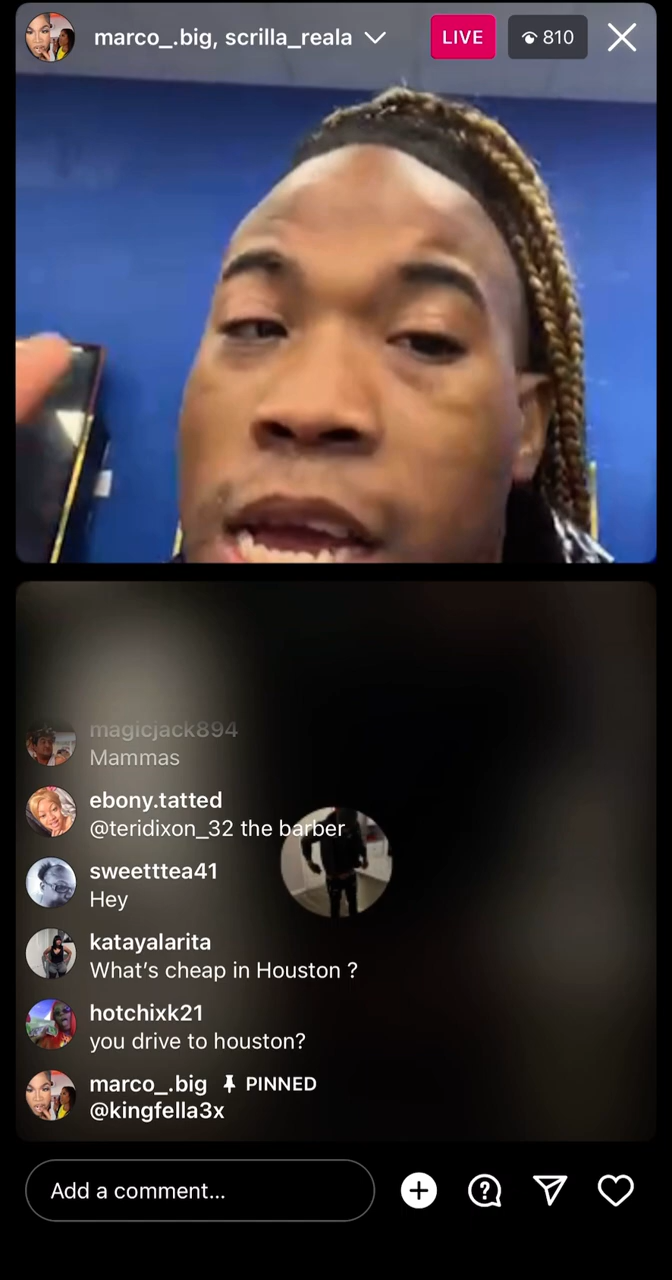 marco_.big, scrilla_reala
LIVE
810
magicjack894
Mammas
ebony.tatted
@teridixon_32 the barber
sweetttea41
Hey
katayalarita
What’s cheap in Houston ?
hotchixk21
you drive to houston?
marco_.big PINNED
@kingfella3x
Add a comment...